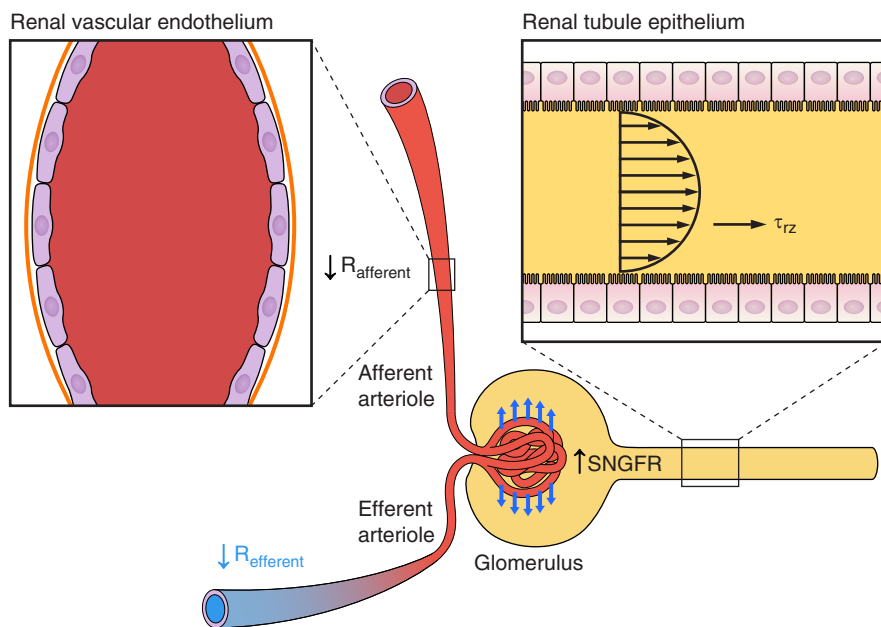 Renal vascular endothelium
Renal tubule epithelium
τrz
↓ Rafferent
Afferent
arteriole
↑ SNGFR
Efferent
arteriole
↓ Refferent
Glomerulus